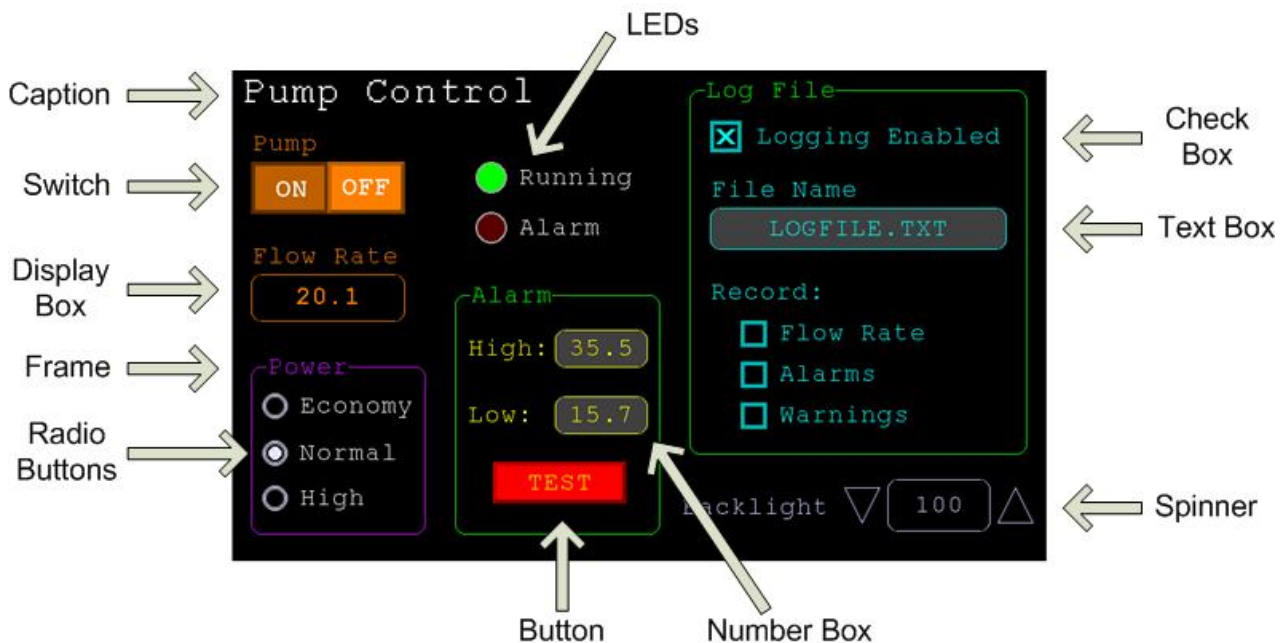 LEDs
Caption
Pump Control
Log File
Logging Enabled
Check
Box
Pump
Switch
ON OFF
Running
File Name
LOGFILE.TXT
Text Box
Alarm
Display
Box
Flow Rate
20.1
Alarm
Record:
Flow Rate
Alarms
Warnings
High: 35.5
Low: 15.7
TEST
Frame
Power
Economy
Radio
Buttons
Normal
High
Backlight 100
Spinner
Button
Number Box